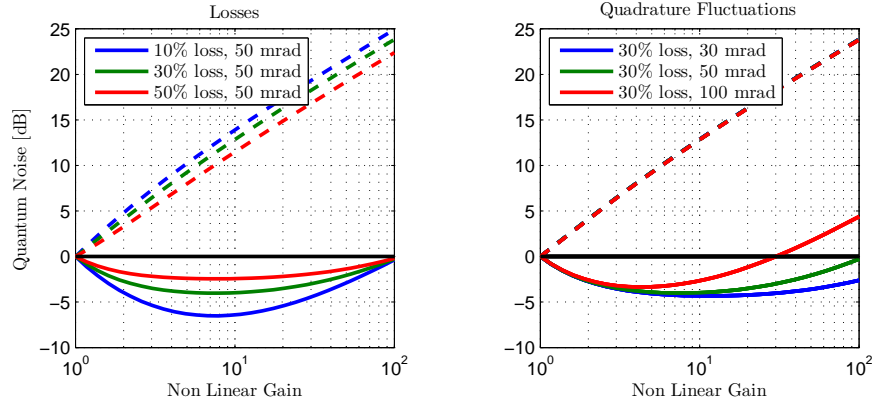 Losses
Quantum Noise [dB]
25
20
15
10
5
0
−5
−10
10% loss, 50 mrad
30% loss, 50 mrad
50% loss, 50 mrad
10^0
10^1
10^2
Non Linear Gain
Quadrature Fluctuations
25
20
15
10
5
0
−5
−10
30% loss, 30 mrad
30% loss, 50 mrad
30% loss, 100 mrad
10^0
10^1
10^2
Non Linear Gain